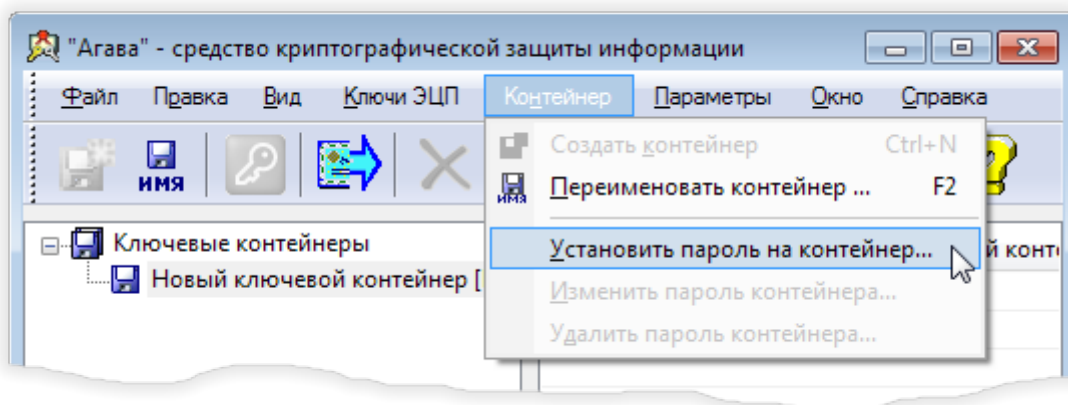 "Агава" - средство криптографической защиты информации
Файл Правка Вид Ключи ЭЦП Контейнер Параметры Окно Справка
имя
Создать контейнер Ctrl+N
имя Переименовать контейнер ... F2
Ключевые контейнеры
Установить пароль на контейнер...
Новый ключевой контейнер [
Изменить пароль контейнера...
Удалить пароль контейнера...